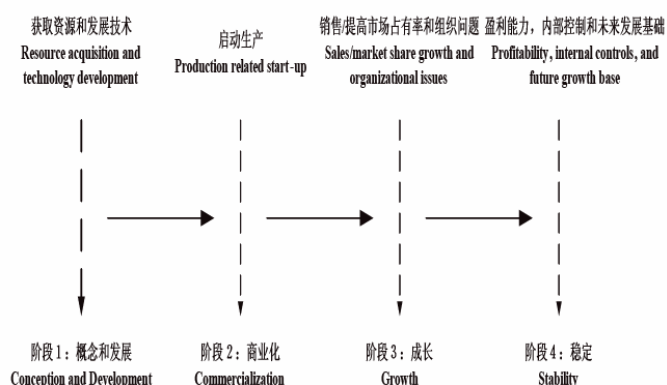 获取资源和发展技术
Resource acquisition and
technology development
启动生产
Production related start-up
销售/提高市场占有率和组织问题
Sales/market share growth and
organizational issues
盈利能力，内部控制和未来发展基础
Profitability, internal controls, and
future growth base
阶段1：概念和发展
Conception and Development
阶段2：商业化
Commercialization
阶段3：成长
Growth
阶段4：稳定
Stability